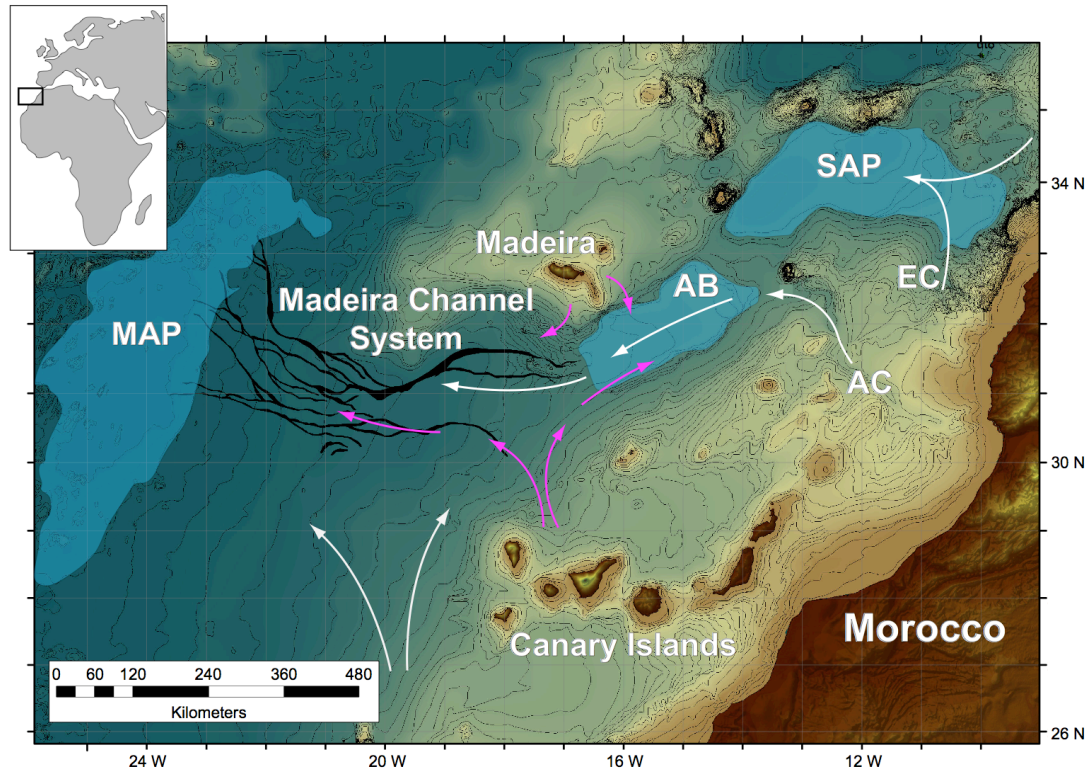 SAP
34 N
Madeira
AB
EC
Madeira Channel
System
MAP
AC
30 N
Canary Islands
Morocco
0 60 120 240 360 480
Kilometers
26 N
24 W 20 W 16 W 12 W